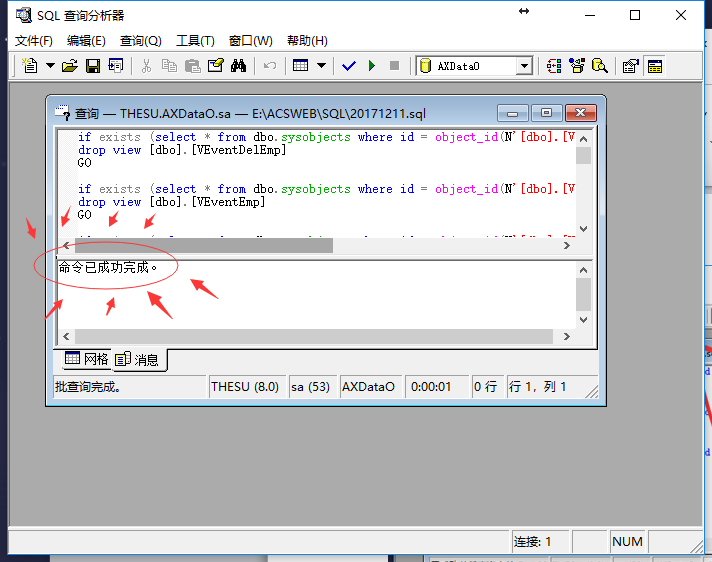 SQL 查询分析器
文件(F) 编辑(E) 查询(Q) 工具(T) 窗口(W) 帮助(H)
AXDataO
查询 — THESU.AXDataO.sa — E:\ACSWEB\SQL\20171211.sql
if exists (select * from dbo.sysobjects where id = object_id(N'[dbo].[V
drop view [dbo].[VEventDelEmp]
GO
if exists (select * from dbo.sysobjects where id = object_id(N'[dbo].[V
drop view [dbo].[VEventEmp]
GO
命令已成功完成。
网格 消息
批查询完成。 THESU (8.0) sa (53) AXDataO 0:00:01 0 行 行 1，列 1
连接: 1 NUM